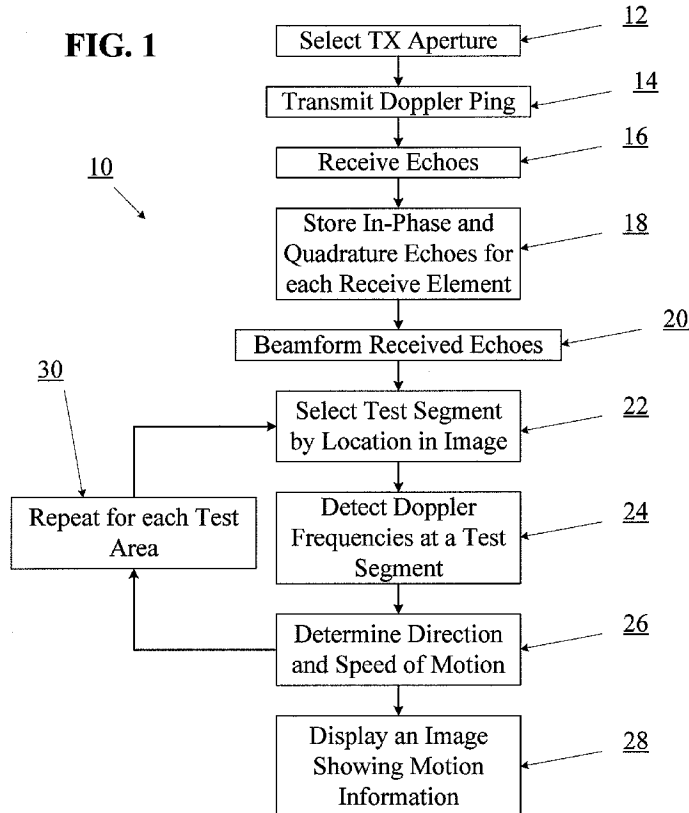 FIG. 1
Select TX Aperture
12
Transmit Doppler Ping
14
Receive Echoes
16
10
Store In-Phase and
Quadrature Echoes for
each Receive Element
18
Beamform Received Echoes
20
30
Select Test Segment
by Location in Image
22
Repeat for each Test
Area
Detect Doppler
Frequencies at a Test
Segment
24
Determine Direction
and Speed of Motion
26
Display an Image
Showing Motion
Information
28